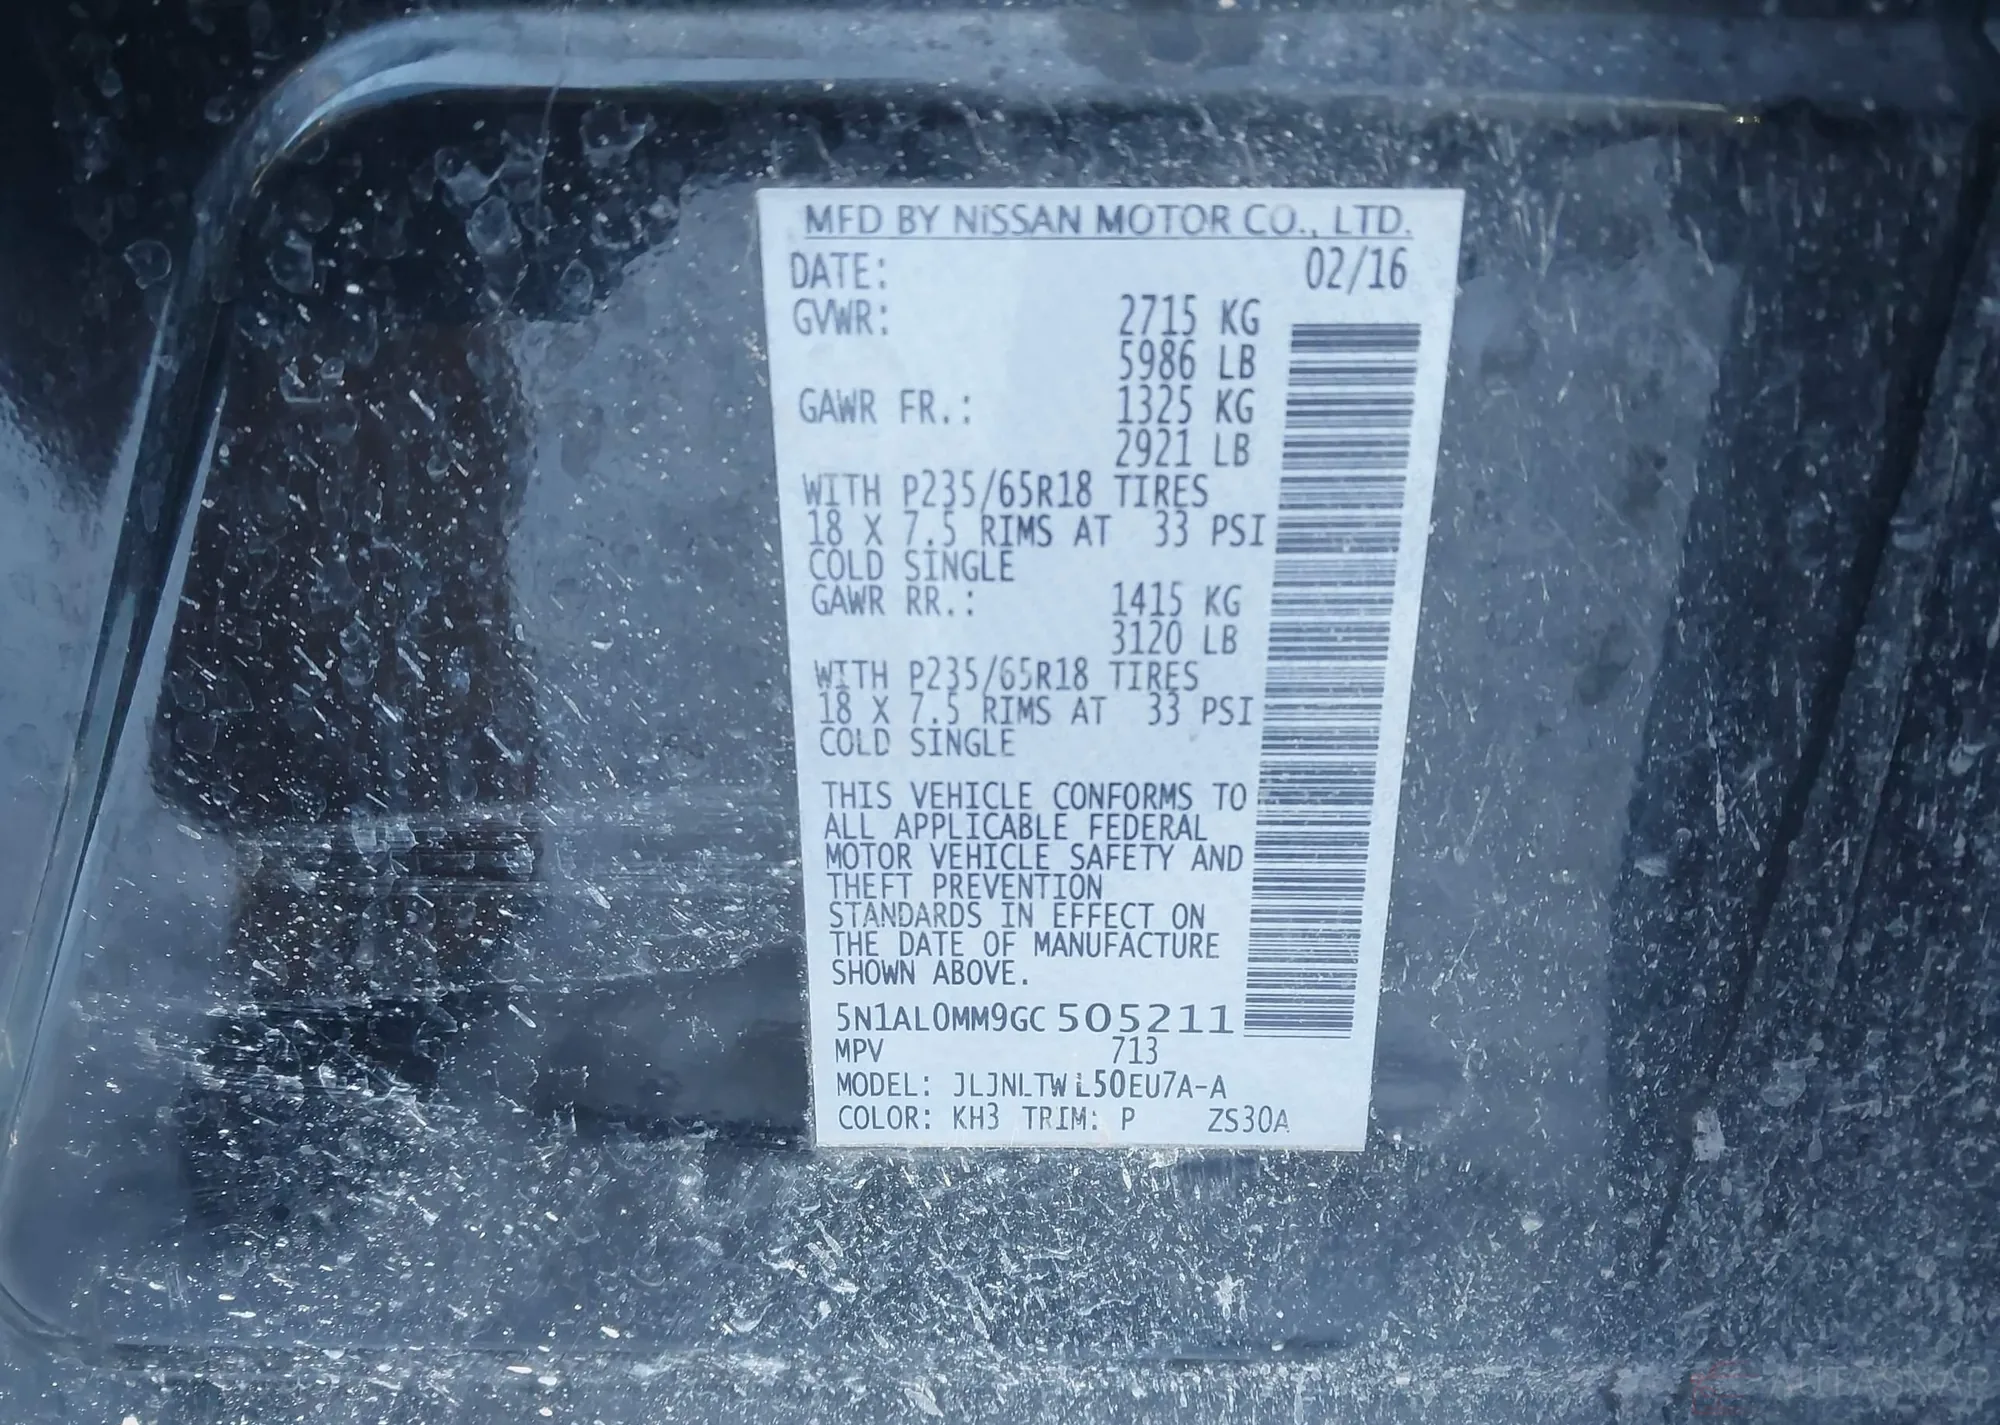 MFD BY NISSAN MOTOR CO., LTD.
DATE: 02/16
GVWR: 2715 KG
5986 LB
GAWR FR.: 1325 KG
2921 LB
WITH P235/65R18 TIRES
18 X 7.5 RIMS AT 33 PSI
COLD SINGLE
GAWR RR.: 1415 KG
3120 LB
WITH P235/65R18 TIRES
18 X 7.5 RIMS AT 33 PSI
COLD SINGLE
THIS VEHICLE CONFORMS TO
ALL APPLICABLE FEDERAL
MOTOR VEHICLE SAFETY AND
THEFT PREVENTION
STANDARDS IN EFFECT ON
THE DATE OF MANUFACTURE
SHOWN ABOVE.
5N1AL0MM9GC505211
MPV 713
MODEL: JLJNLTWL50EU7A-A
COLOR: KH3 TRIM: P ZS30A
AUTASNAP